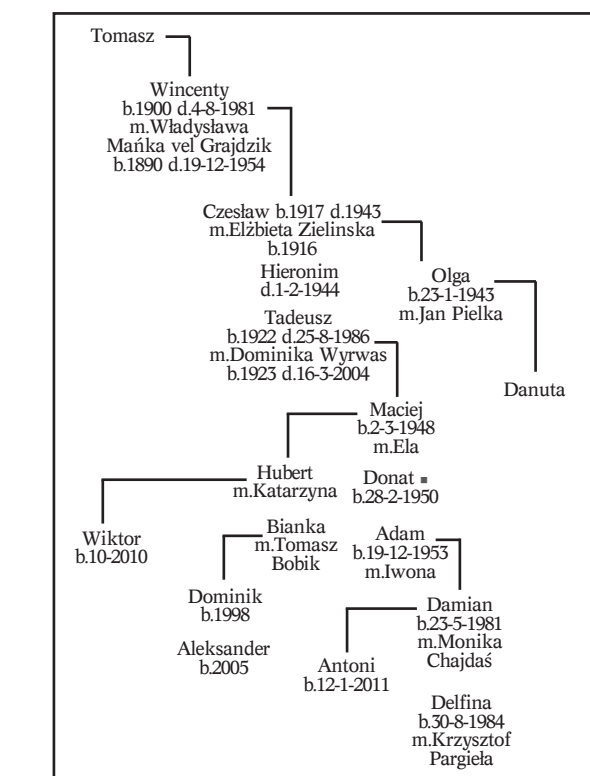 Tomasz
Wincenty
b.1900 d.4-8-1981
m.Władysława
Mańka vel Grajdzik
b.1890 d.19-12-1954
Czesław b.1917 d.1943
m.Elżbieta Zielinska
b.1916
Hieronim
d.1-2-1944
Olga
b.23-1-1943
m.Jan Pielka
Tadeusz
b.1922 d.25-8-1986
m.Dominika Wyrwas
b.1923 d.16-3-2004
Danuta
Maciej
b.2-3-1948
m.Ela
Hubert
m.Katarzyna
Donat ▪
b.28-2-1950
Wiktor
b.10-2010
Bianka
m.Tomasz
Bobik
Adam
b.19-12-1953
m.Iwona
Dominik
b.1998
Damian
b.23-5-1981
m.Monika
Chajdaś
Aleksander
b.2005
Antoni
b.12-1-2011
Delfina
b.30-8-1984
m.Krzysztof
Pargieła